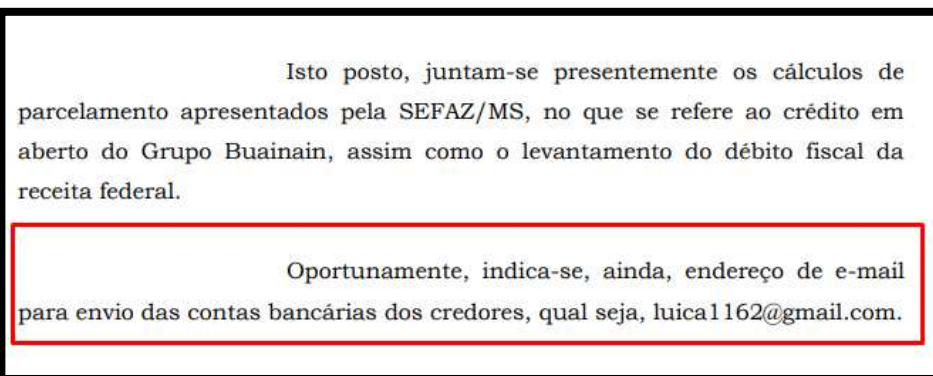 Isto posto, juntam-se presentemente os cálculos de
parcelamento apresentados pela SEFAZ/MS, no que se refere ao crédito em
aberto do Grupo Buainain, assim como o levantamento do débito fiscal da
receita federal.
Oportunamente, indica-se, ainda, endereço de e-mail
para envio das contas bancárias dos credores, qual seja, luica1162@gmail.com.